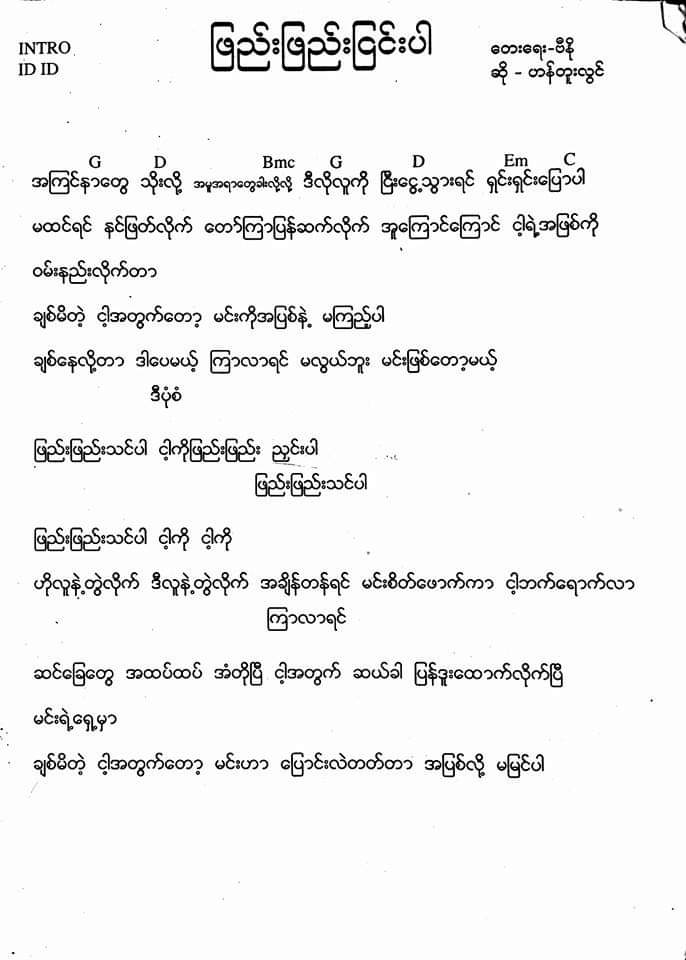 ဖြည်းဖြည်းငြင်းပါ
INTRO
ID ID
တေးရေး-ဗီနို
ဆို - ဟန်ထူးလွင်
G D Bmc G D Em C
အကြင်နာတွေ သိုးလို့ အမူအရာတွေခါးလို့လို့ ဒီလိုလူကို ငြီးငွေ့သွားရင် ရှင်းရှင်းပြောပါ
မထင်ရင် နင်ဖြတ်လိုက် တော်ကြာပြန်ဆက်လိုက် အူကြောင်ကြောင် ငါ့ရဲ့အဖြစ်ကို
ဝမ်းနည်းလိုက်တာ
ချစ်မိတဲ့ ငါ့အတွက်တော့ မင်းကိုအပြစ်နဲ့ မကြည့်ပါ
ချစ်နေလို့တာ ဒါပေမယ့် ကြာလာရင် မလွယ်ဘူး မင်းဖြစ်တော့မယ့်
ဒီပုံစံ
ဖြည်းဖြည်းသင်ပါ ငါ့ကိုဖြည်းဖြည်း ညှင်းပါ
ဖြည်းဖြည်းသင်ပါ
ဖြည်းဖြည်းသင်ပါ ငါ့ကို ငါ့ကို
ဟိုလူနဲ့တွဲလိုက် ဒီလူနဲ့တွဲလိုက် အချိန်တန်ရင် မင်းစိတ်ဖောက်ကာ ငါ့ဘက်ရောက်လာ
ကြာလာရင်
ဆင်ခြေတွေ အထပ်ထပ် အံတိုပြီ ငါ့အတွက် ဆယ်ခါ ပြန်ဒူးထောက်လိုက်ပြီ
မင်းရဲ့ရှေ့မှာ
ချစ်မိတဲ့ ငါ့အတွက်တော့ မင်းဟာ ပြောင်းလဲတတ်တာ အပြစ်လို့ မမြင်ပါ